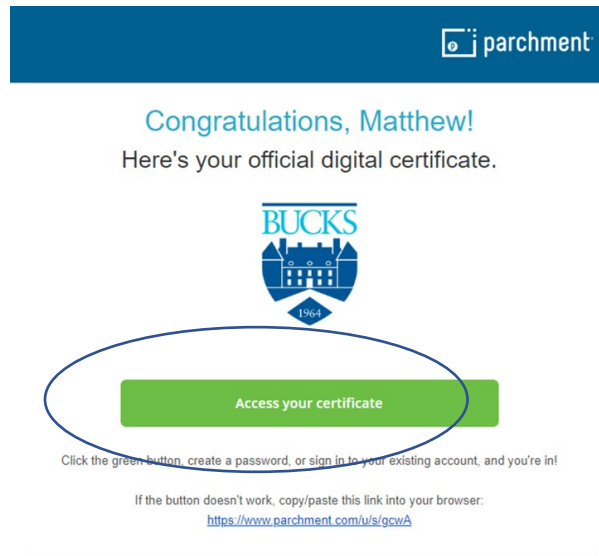 parchment
Congratulations, Matthew!
Here's your official digital certificate.
BUCKS
1964
Access your certificate
Click the green button, create a password, or sign in to your existing account, and you're in!
If the button doesn't work, copy/paste this link into your browser:
https://www.parchment.com/u/s/gcwA